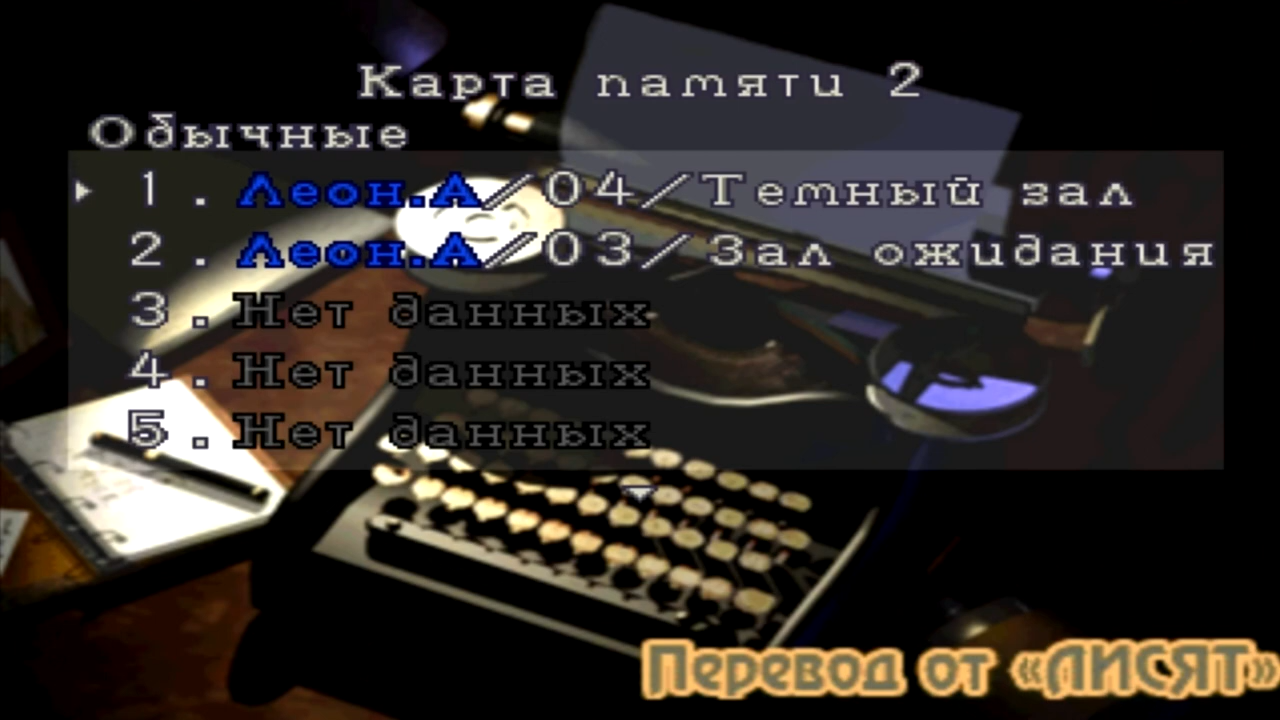 Карта памяти 2
Обычные
1. Леон.А/04/Темный зал
2. Леон.А/03/Зал ожидания
3. Нет данных
4. Нет данных
5. Нет данных
Перевод от «ЛИСЯТ»